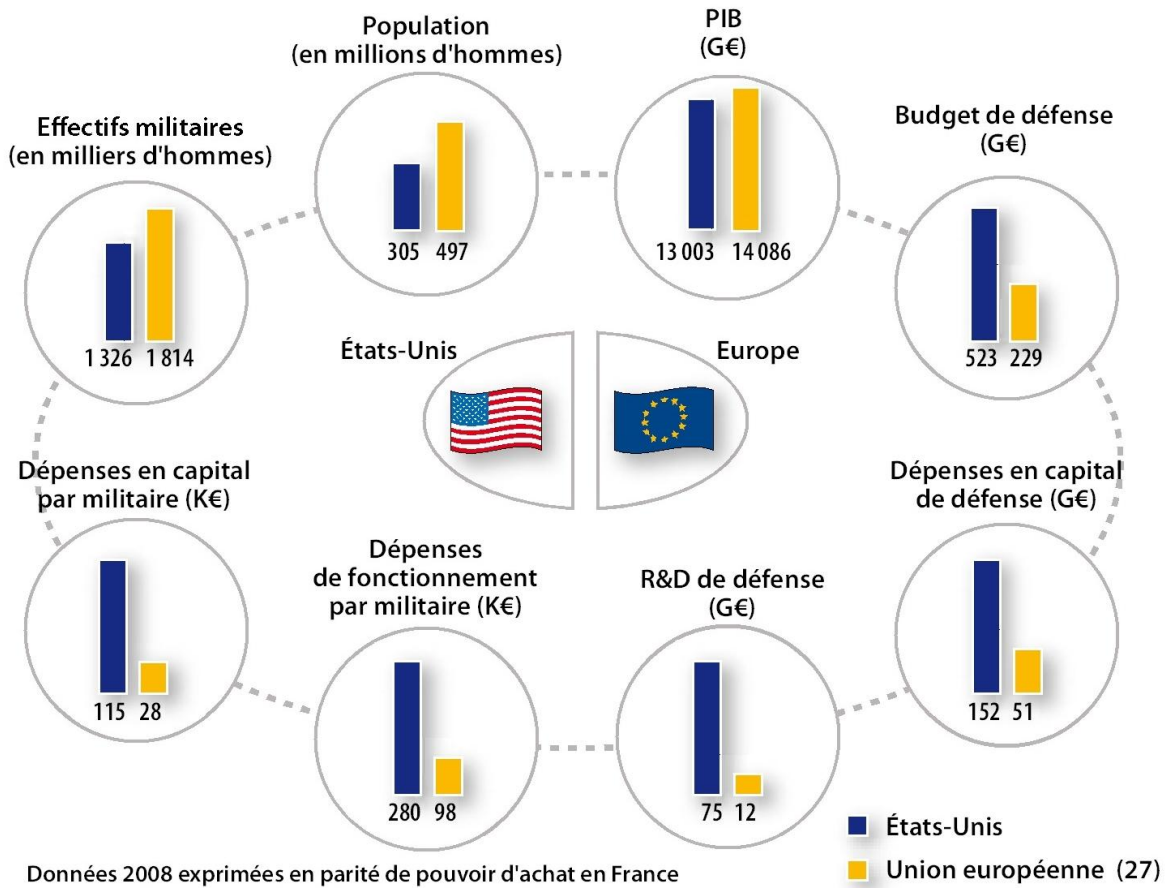 Population
(en millions d'hommes)
305 497
PIB
(G€)
13 003 14 086
Effectifs militaires
(en milliers d'hommes)
1 326 1 814
Budget de défense
(G€)
523 229
États-Unis
Europe
Dépenses en capital
par militaire (K€)
115 28
Dépenses
de fonctionnement
par militaire (K€)
280 98
R&D de défense
(G€)
75 12
Dépenses en capital
de défense (G€)
152 51
États-Unis
Union européenne (27)
Données 2008 exprimées en parité de pouvoir d'achat en France